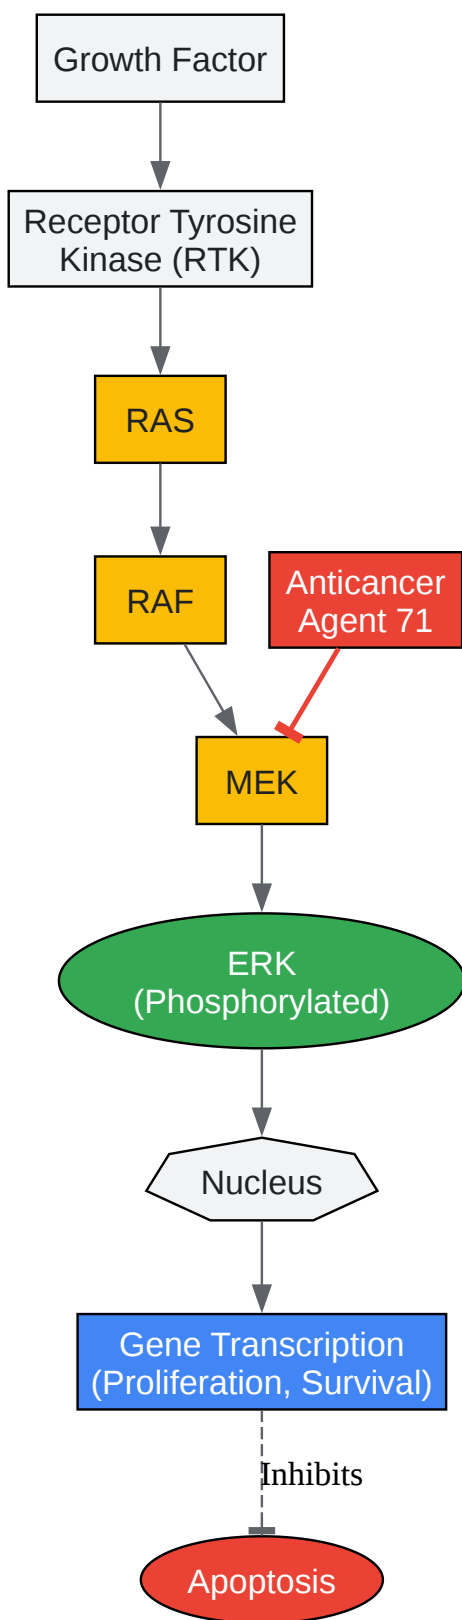 Growth Factor
Receptor Tyrosine
Kinase (RTK)
RAS
RAF
Anticancer
Agent 71
MEK
ERK
(Phosphorylated)
Nucleus
Gene Transcription
(Proliferation, Survival)
Inhibits
Apoptosis